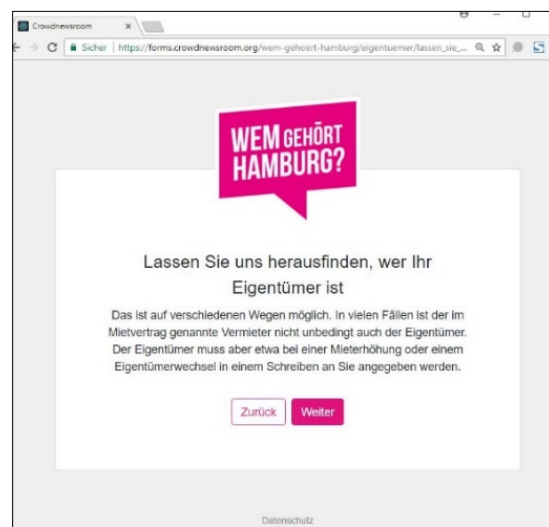 Crowdnewsroom
Sicher | https://forms.crowdnewsroom.org/wem-gehoert-hamburg/eigentuemer/lassen_sie_...
WEM GEHÖRT
HAMBURG?
Lassen Sie uns herausfinden, wer Ihr
Eigentümer ist
Das ist auf verschiedenen Wegen möglich. In vielen Fällen ist der im
Mietvertrag genannte Vermieter nicht unbedingt auch der Eigentümer.
Der Eigentümer muss aber etwa bei einer Mieterhöhung oder einem
Eigentümerwechsel in einem Schreiben an Sie angegeben werden.
Zurück Weiter
Datenschutz